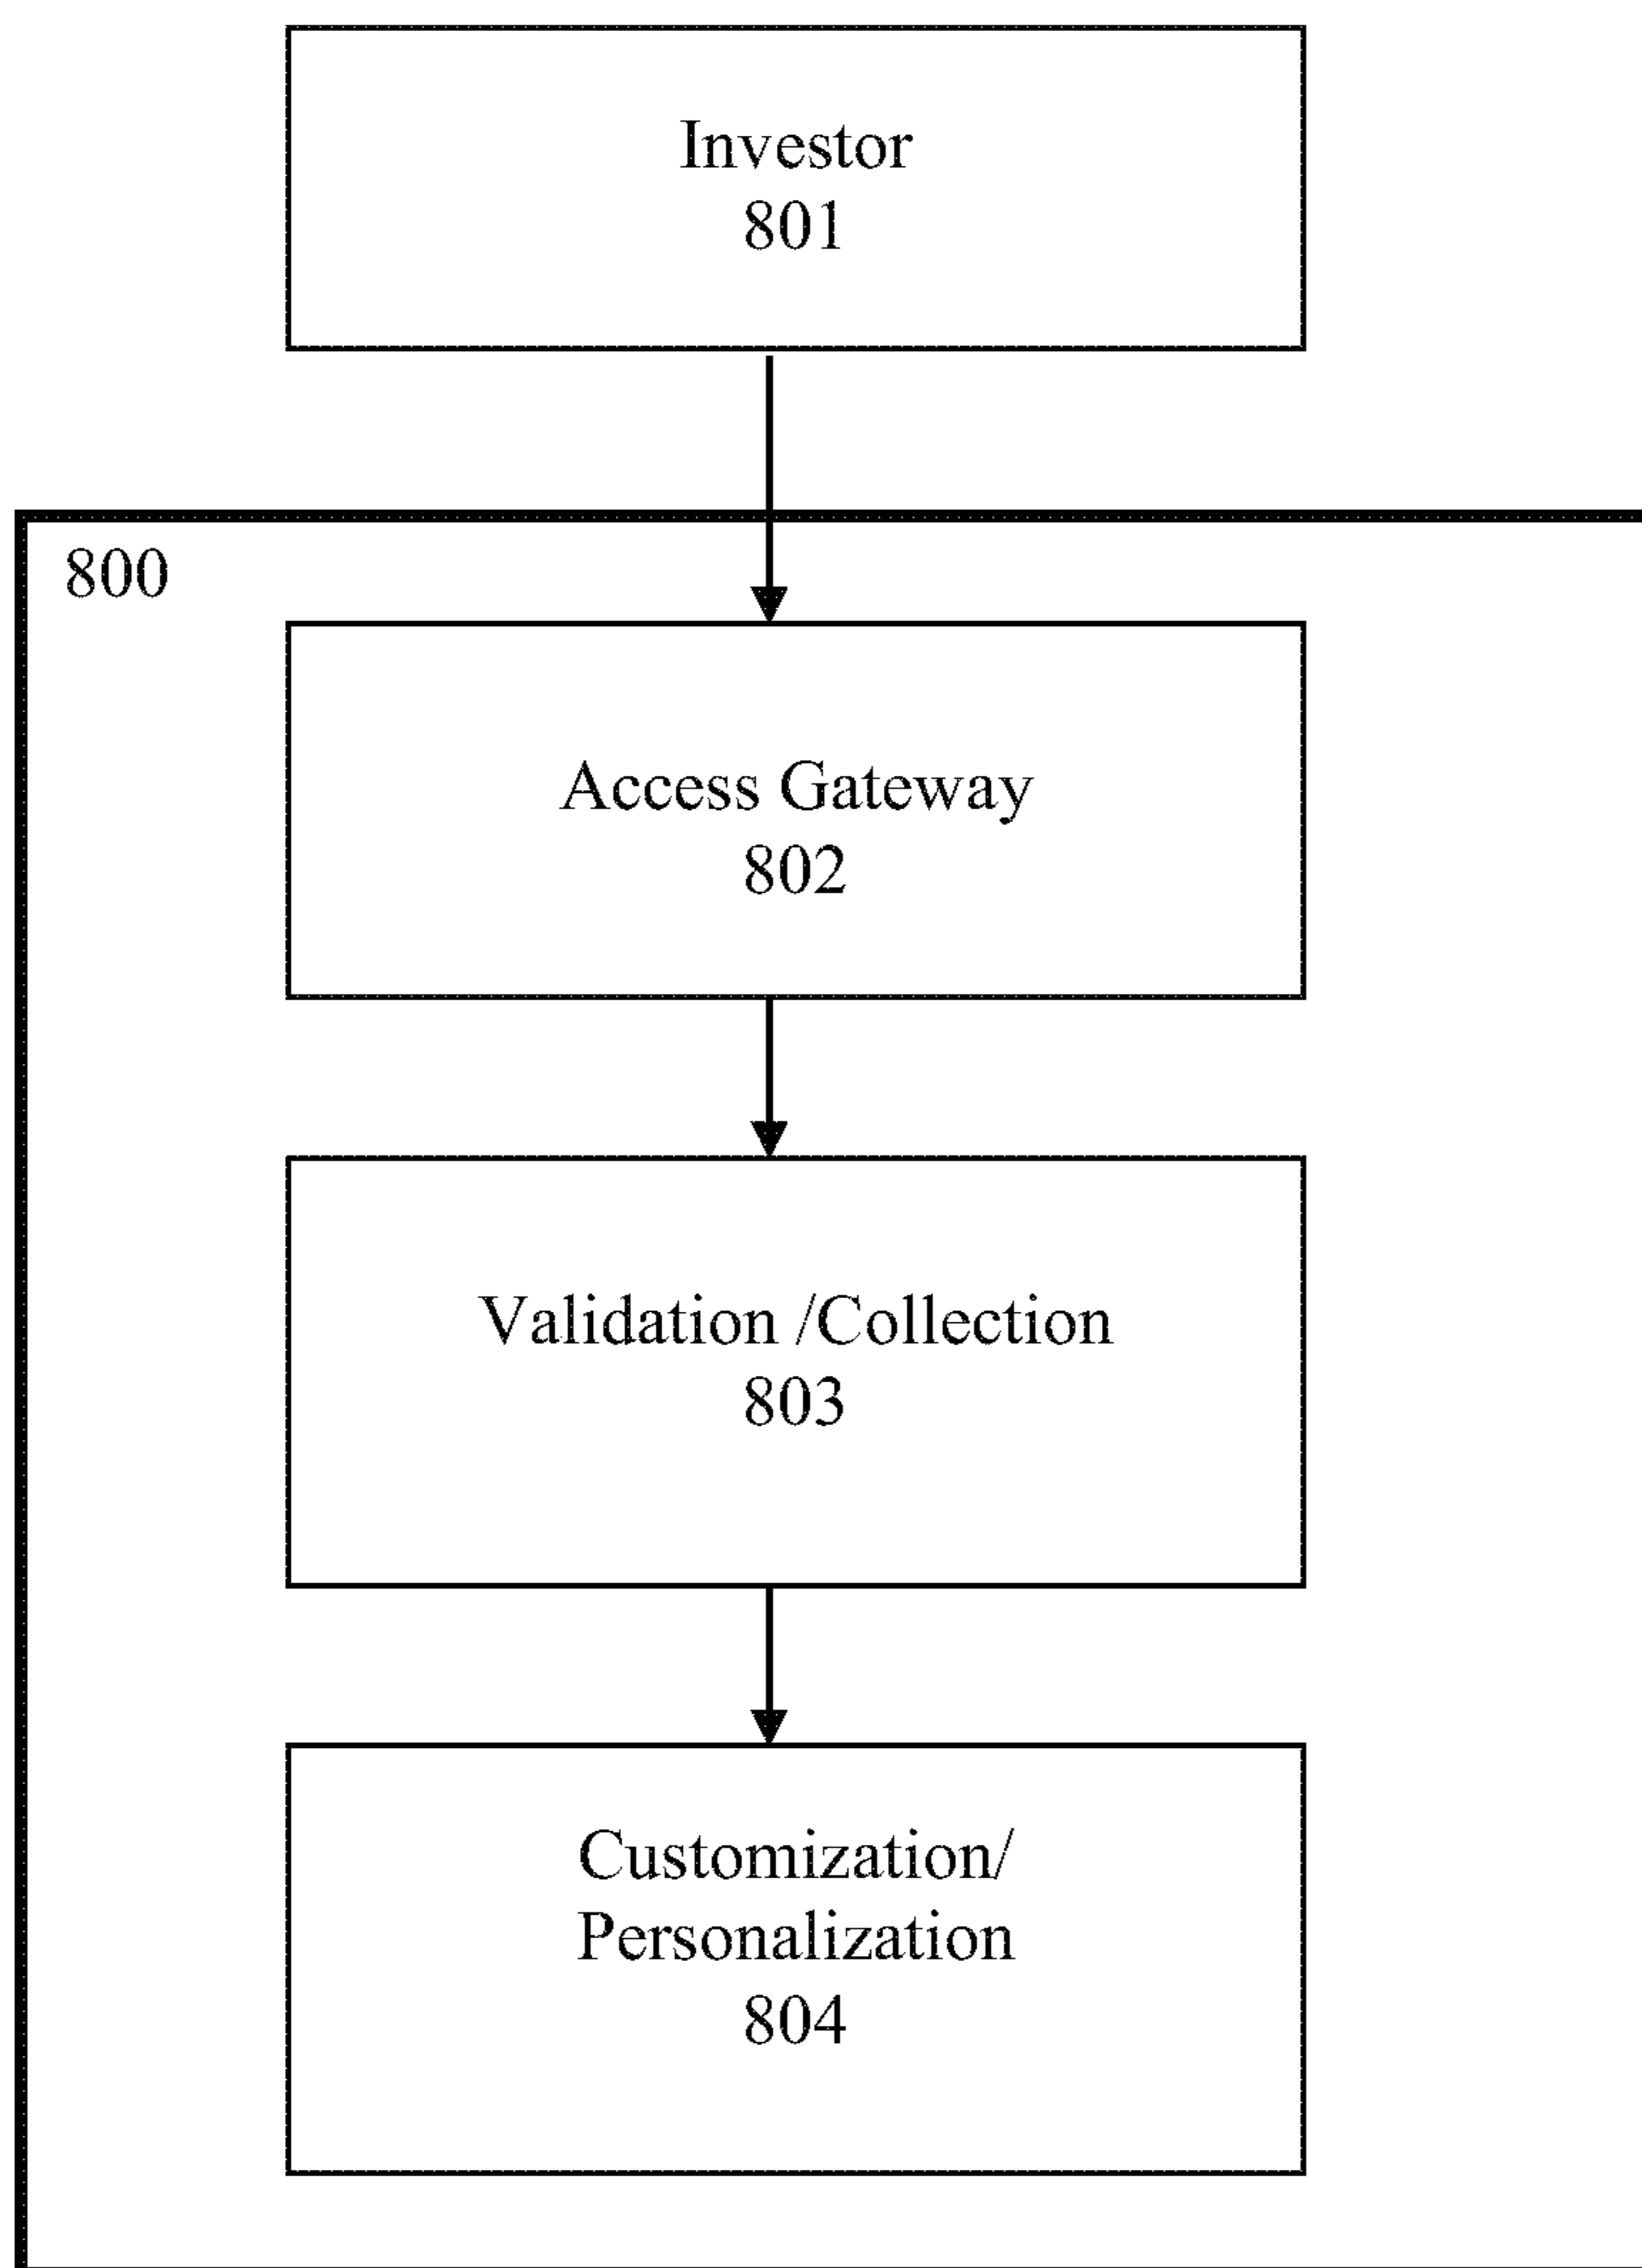 Investor
801
800
Access Gateway
802
Validation /Collection
803
Customization/
Personalization
804